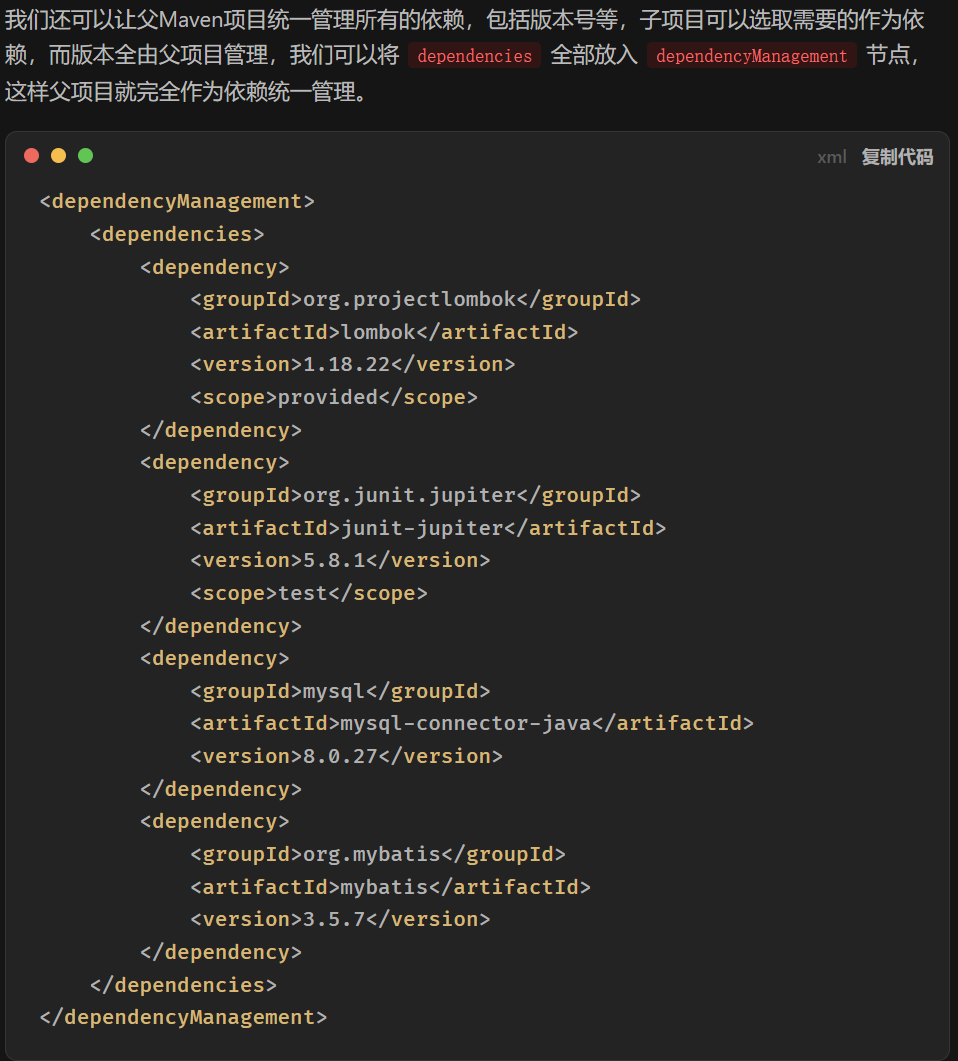 我们还可以让父Maven项目统一管理所有的依赖，包括版本号等，子项目可以选取需要的作为依
赖，而版本全由父项目管理，我们可以将 dependencies 全部放入 dependencyManagement 节点，
这样父项目就完全作为依赖统一管理。
xml 复制代码
<dependencyManagement>
    <dependencies>
        <dependency>
            <groupId>org.projectlombok</groupId>
            <artifactId>lombok</artifactId>
            <version>1.18.22</version>
            <scope>provided</scope>
        </dependency>
        <dependency>
            <groupId>org.junit.jupiter</groupId>
            <artifactId>junit-jupiter</artifactId>
            <version>5.8.1</version>
            <scope>test</scope>
        </dependency>
        <dependency>
            <groupId>mysql</groupId>
            <artifactId>mysql-connector-java</artifactId>
            <version>8.0.27</version>
        </dependency>
        <dependency>
            <groupId>org.mybatis</groupId>
            <artifactId>mybatis</artifactId>
            <version>3.5.7</version>
        </dependency>
    </dependencies>
</dependencyManagement>